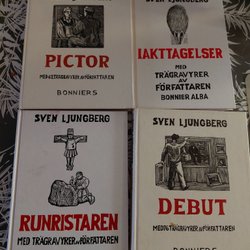 PICTOR
MED TRÄGRAVYRER AV FÖRFATTAREN
BONNIERS
SVEN LJUNGBERG
IAKTTAGELSER
MED
TRÄGRAVYRER
AV
FÖRFATTAREN
BONNIER ALBA
SVEN LJUNGBERG
RUNRISTAREN
MED TRÄGRAVYRER AV FÖRFATTAREN
SVEN LJUNGBERG
DEBUT
MED TRÄGRAVYRER AV FÖRFATTAREN